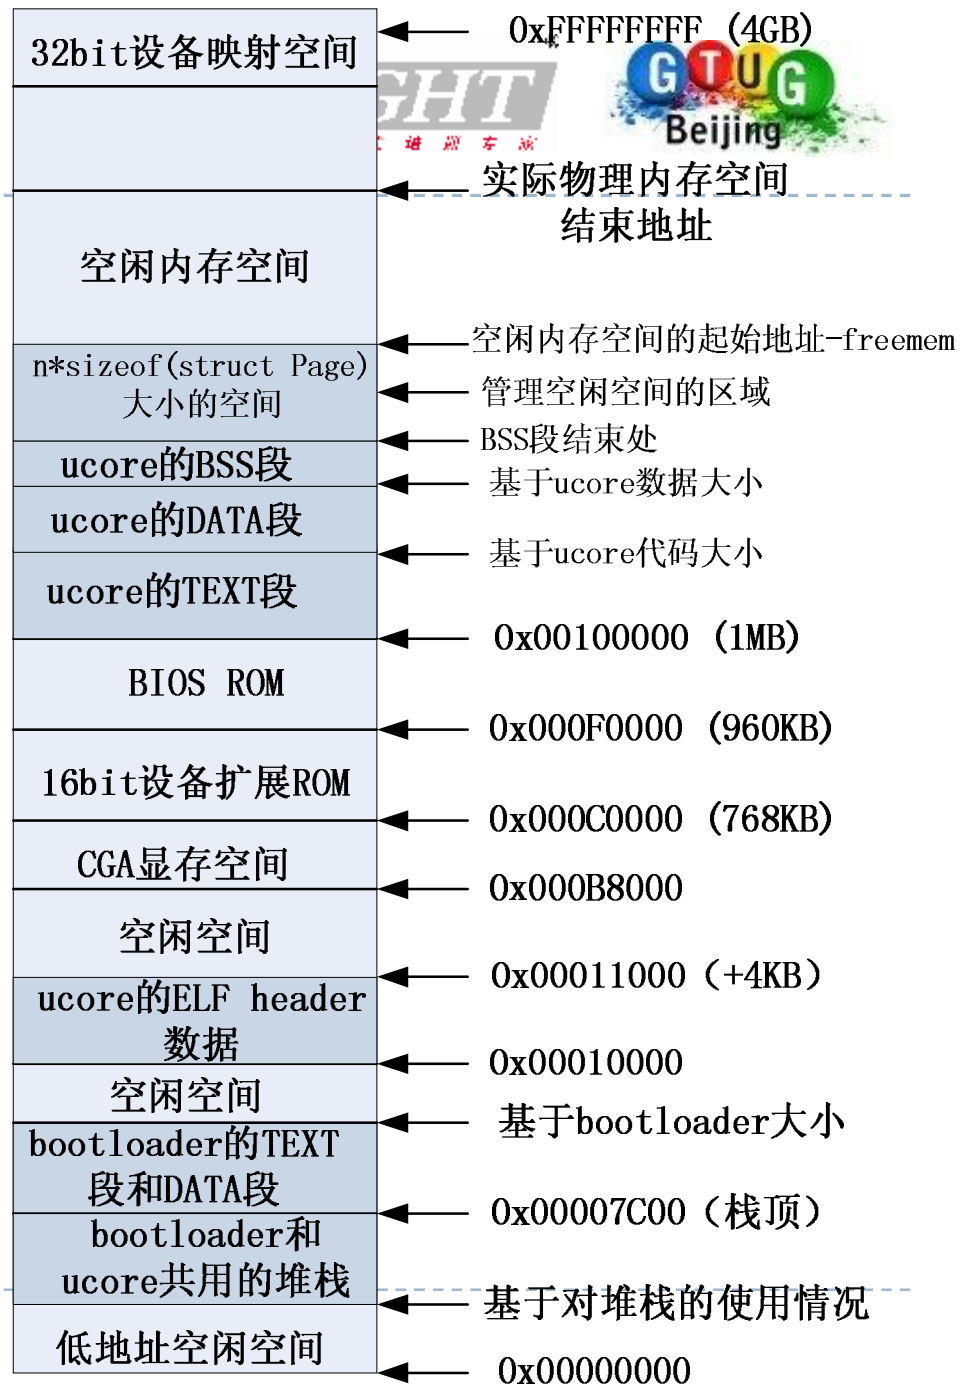 0xFFFFFFFF (4GB)
32bit设备映射空间
GHT
GTUG
Beijing
实际物理内存空间
结束地址
空闲内存空间
空闲内存空间的起始地址-freemem
n*sizeof(struct Page)
大小的空间
管理空闲空间的区域
BSS段结束处
ucore的BSS段
基于ucore数据大小
ucore的DATA段
基于ucore代码大小
ucore的TEXT段
0x00100000 (1MB)
BIOS ROM
0x000F0000 (960KB)
16bit设备扩展ROM
0x000C0000 (768KB)
CGA显存空间
0x000B8000
空闲空间
0x00011000（+4KB）
ucore的ELF header
数据
0x00010000
空闲空间
基于bootloader大小
bootloader的TEXT
段和DATA段
0x00007C00（栈顶）
bootloader和
ucore共用的堆栈
基于对堆栈的使用情况
低地址空闲空间
0x00000000